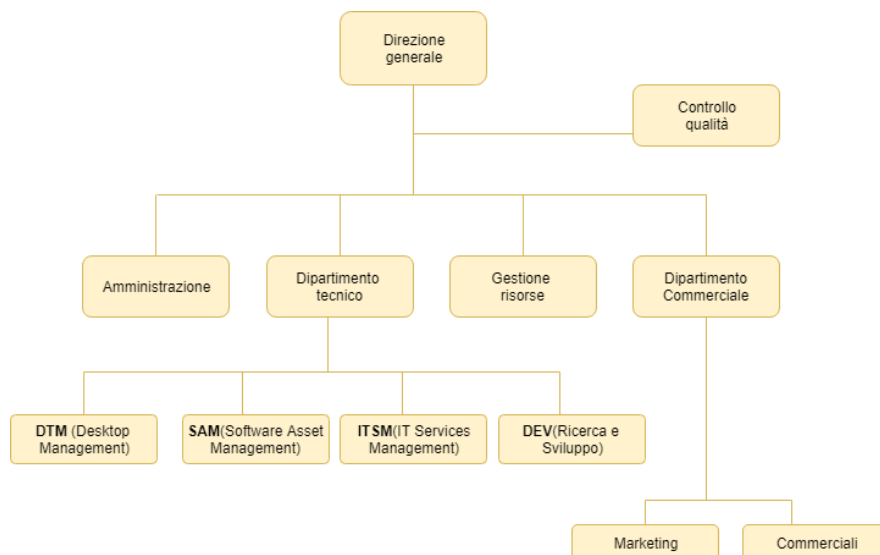 Direzione
generale
Controllo
qualità
Amministrazione
Dipartimento
tecnico
Gestione
risorse
Dipartimento
Commerciale
DTM (Desktop
Management)
SAM(Software Asset
Management)
ITSM(IT Services
Management)
DEV(Ricerca e
Sviluppo)
Marketing
Commerciali